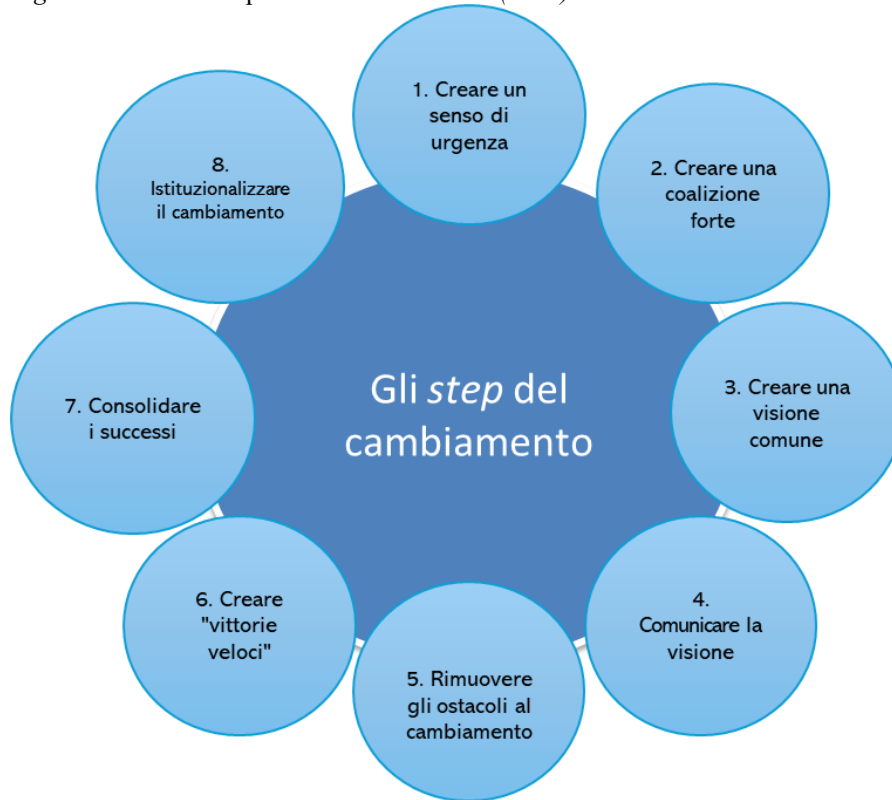 1. Creare un
senso di
urgenza
2. Creare una
coalizione
forte
3. Creare una
visione
comune
4.
Comunicare la
visione
5. Rimuovere
gli ostacoli al
cambiamento
6. Creare
"vittorie
veloci"
7. Consolidare
i successi
8.
Istituzionalizzare
il cambiamento
Gli step del
cambiamento